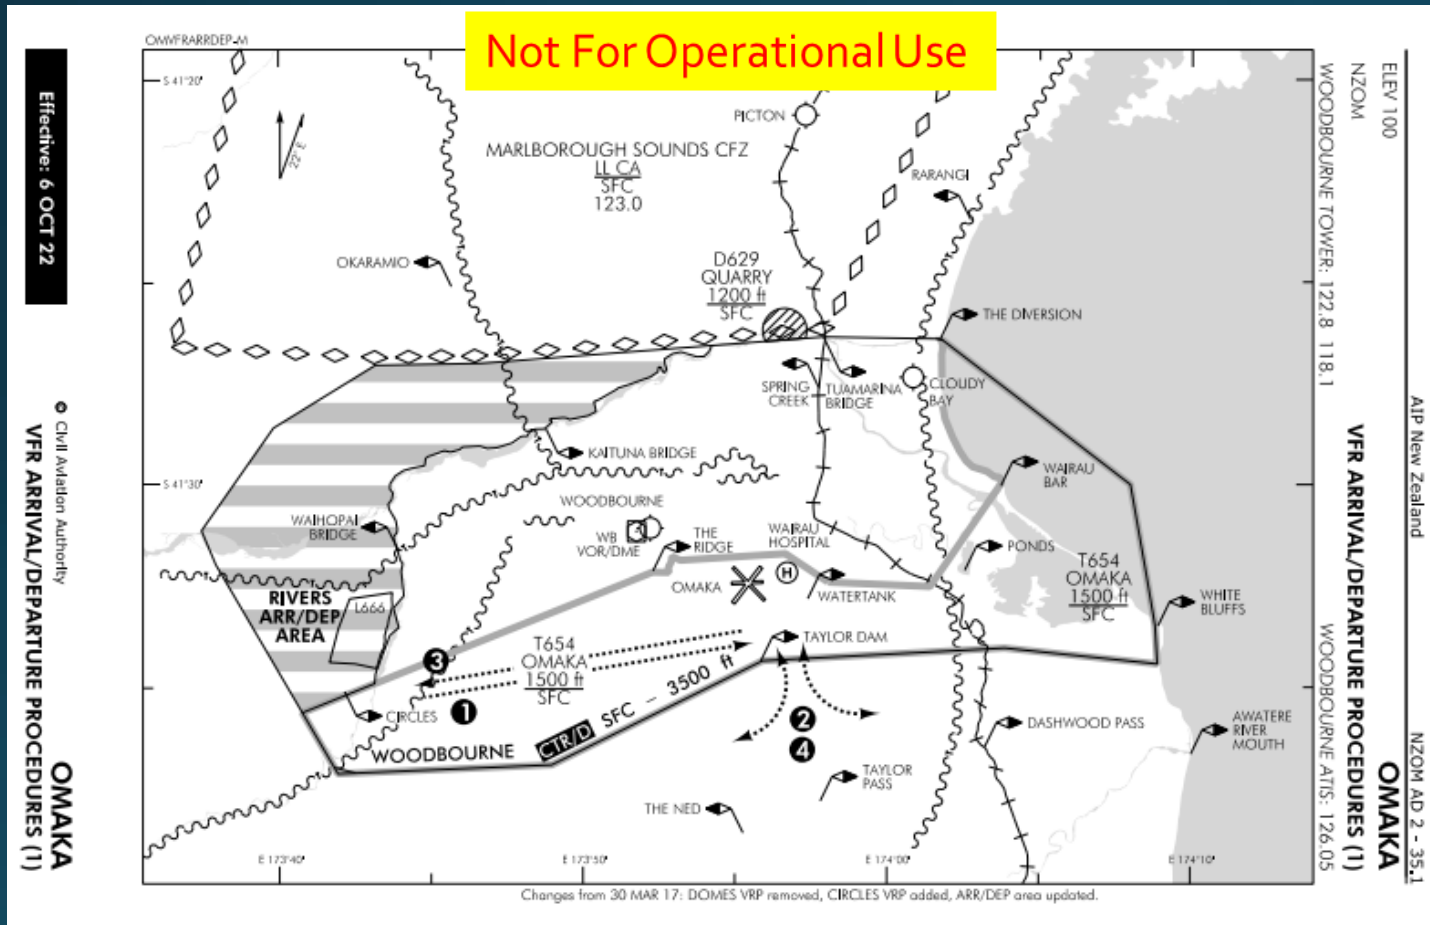 Not For Operational Use
OMVFRARRDEP-M
S 41°20'
22°E
PICTON
MARLBOROUGH SOUNDS CFZ
LL CA
SFC
123.0
RARANGI
OKARAMIO
D629
QUARRY
1200 ft
SFC
THE DIVERSION
SPRING
CREEK
TUAMARINA
BRIDGE
CLOUDY
BAY
KAITUNA BRIDGE
WAIRAU
BAR
S 41°30'
WOODBOURNE
WAIHOPAI
BRIDGE
WB
VOR/DME
THE
RIDGE
WAIRAU
HOSPITAL
PONDS
OMAKA
H
WATERTANK
T654
OMAKA
1500 ft
SFC
WHITE
BLUFFS
RIVERS
ARR/DEP
AREA
L666
T654
OMAKA
1500 ft
SFC
TAYLOR DAM
3
1
CIRCLES
WOODBOURNE
CTR/D SFC – 3500 ft
2
4
DASHWOOD PASS
AWATERE
RIVER
MOUTH
TAYLOR
PASS
THE NED
E 173°40'
E 173°50'
E 174°00'
E 174°10'
Changes from 30 MAR 17: DOMES VRP removed, CIRCLES VRP added, ARR/DEP area updated.
Effective: 6 OCT 22
© Civil Aviation Authority
OMAKA
VFR ARRIVAL/DEPARTURE PROCEDURES (1)
AIP New Zealand
NZOM AD 2 - 35.1
ELEV 100
OMAKA
NZOM
VFR ARRIVAL/DEPARTURE PROCEDURES (1)
WOODBOURNE TOWER: 122.8 118.1
WOODBOURNE ATIS: 126.05